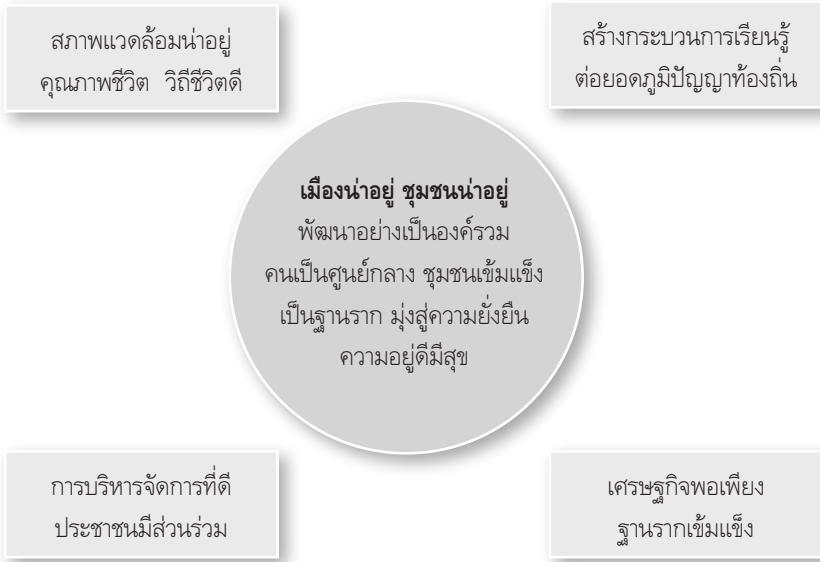 สภาพแวดล้อมน่าอยู่
คุณภาพชีวิต วิถีชีวิตดี
สร้างกระบวนการเรียนรู้
ต่อยอดภูมิปัญญาท้องถิ่น
เมืองน่าอยู่ ชุมชนน่าอยู่
พัฒนาอย่างเป็นองค์รวม
คนเป็นศูนย์กลาง ชุมชนเข้มแข็ง
เป็นฐานราก มุ่งสู่ความยั่งยืน
ความอยู่ดีมีสุข
การบริหารจัดการที่ดี
ประชาชนมีส่วนร่วม
เศรษฐกิจพอเพียง
ฐานรากเข้มแข็ง